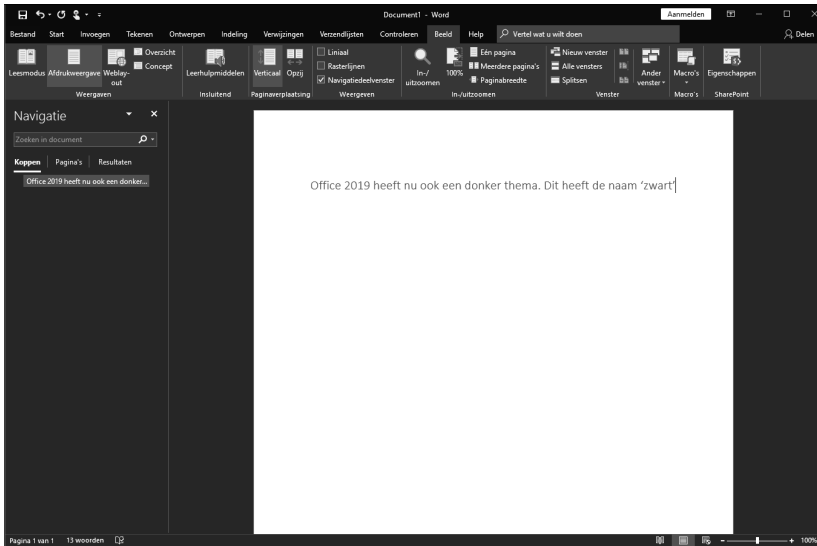 Document1 - Word
Aanmelden
Bestand Start Invoegen Tekenen Ontwerpen Indeling Verwijzingen Verzendlijsten Controleren Beeld Help Vertel wat u wilt doen Delen
Leesmodus
Afdrukweergave
Weblay-
out
Overzicht
Concept
Weergaven
Leerhulpmiddelen
Insluitend
Verticaal
Opzij
Paginaverplaatsing
Liniaal
Rasterlijnen
Navigatiedeelvenster
Weergeven
In-/
uitzoomen
100%
Eén pagina
Meerdere pagina's
Paginabreedte
In-/uitzoomen
Nieuw venster
Alle vensters
Splitsen
Ander
venster
Venster
Macro's
Macro's
Eigenschappen
SharePoint
Navigatie
Zoeken in document
Koppen Pagina's Resultaten
Office 2019 heeft nu ook een donker...
Office 2019 heeft nu ook een donker thema. Dit heeft de naam ‘zwart’
Pagina 1 van 1 13 woorden 100%